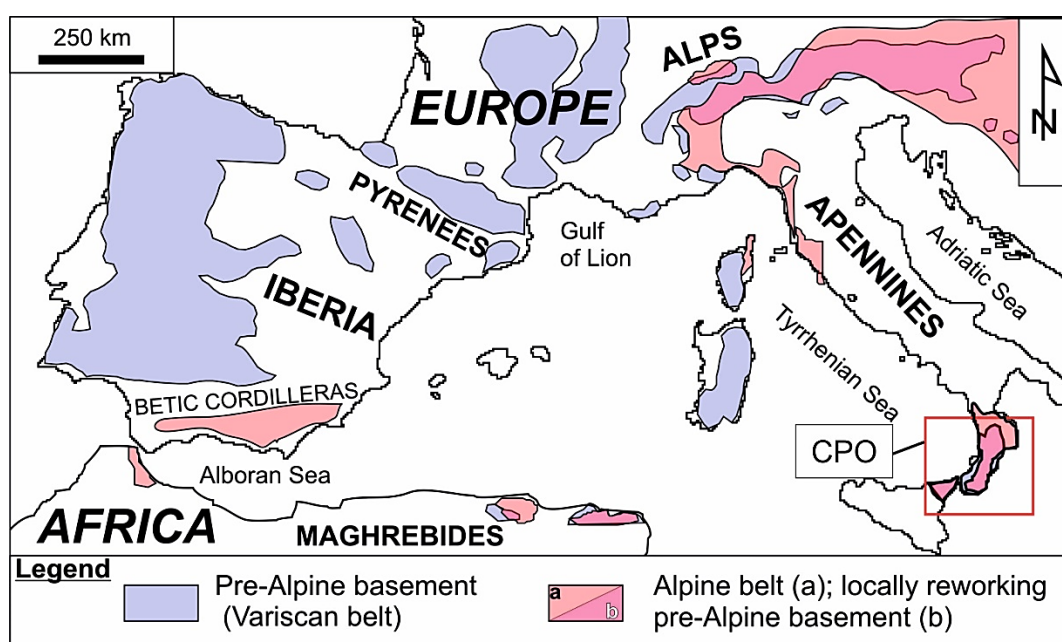 250 km
ALPS
EUROPE
N
PYRENEES
Gulf
of Lion
APENNINES
Adriatic Sea
IBERIA
Tyrrhenian Sea
BETIC CORDILLERAS
CPO
Alboran Sea
AFRICA
MAGHREBIDES
Legend
Pre-Alpine basement
(Variscan belt)
a
b
Alpine belt (a); locally reworking
pre-Alpine basement (b)